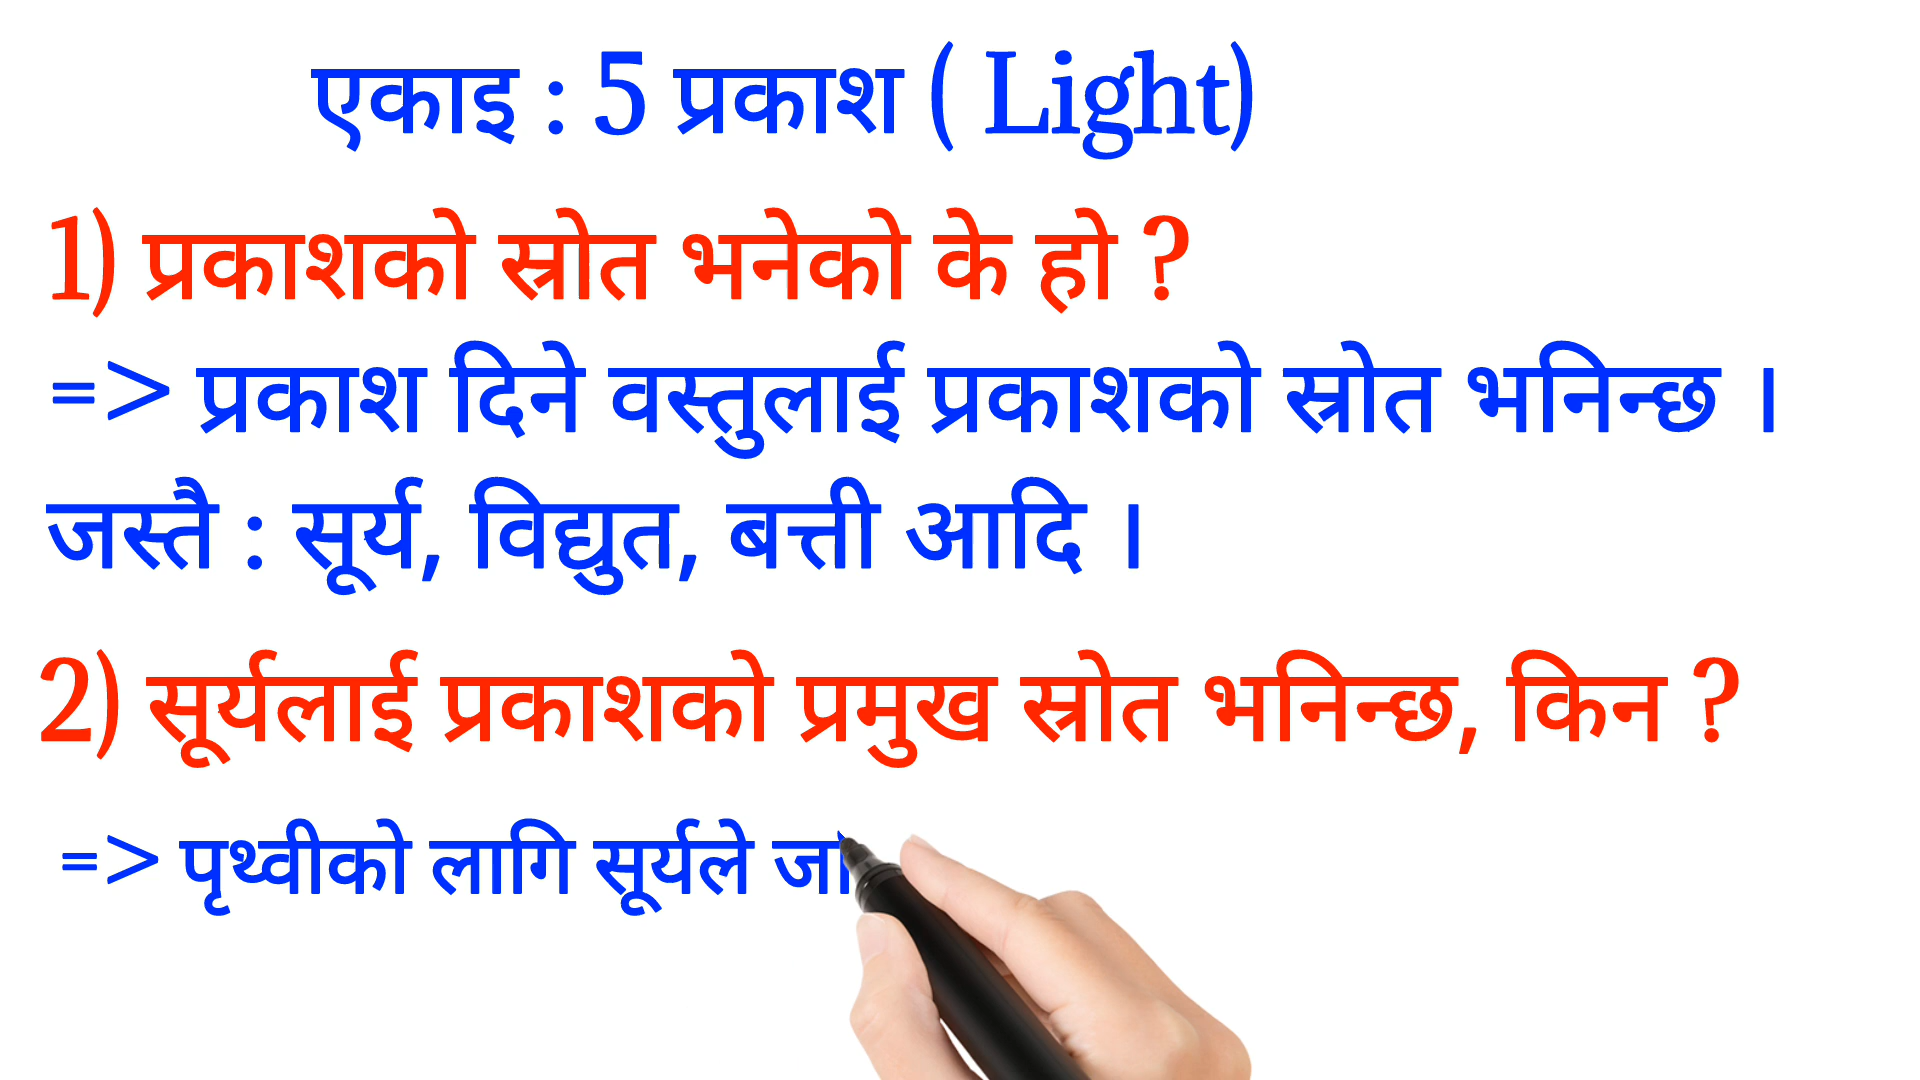 एकाइ : 5 प्रकाश ( Light)
1) प्रकाशको स्रोत भनेको के हो ?
=> प्रकाश दिने वस्तुलाई प्रकाशको स्रोत भनिन्छ ।
जस्तै : सूर्य, विद्युत, बत्ती आदि ।
2) सूर्यलाई प्रकाशको प्रमुख स्रोत भनिन्छ, किन ?
=> पृथ्वीको लागि सूर्यले